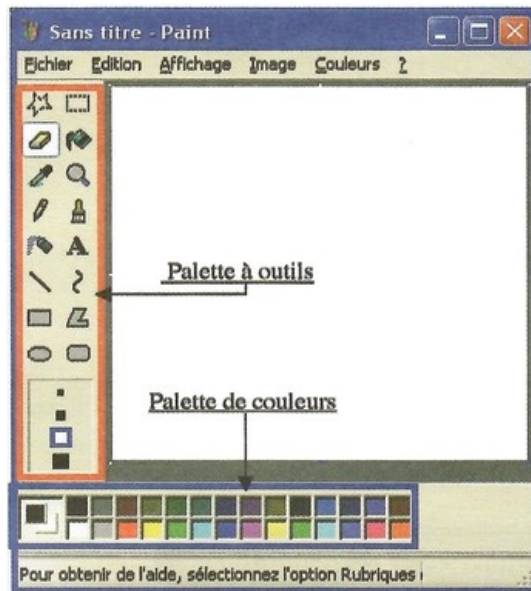 Sans titre - Paint
Fichier Edition Affichage Image Couleurs ?
A
Palette à outils
Palette de couleurs
Pour obtenir de l'aide, sélectionnez l'option Rubriques